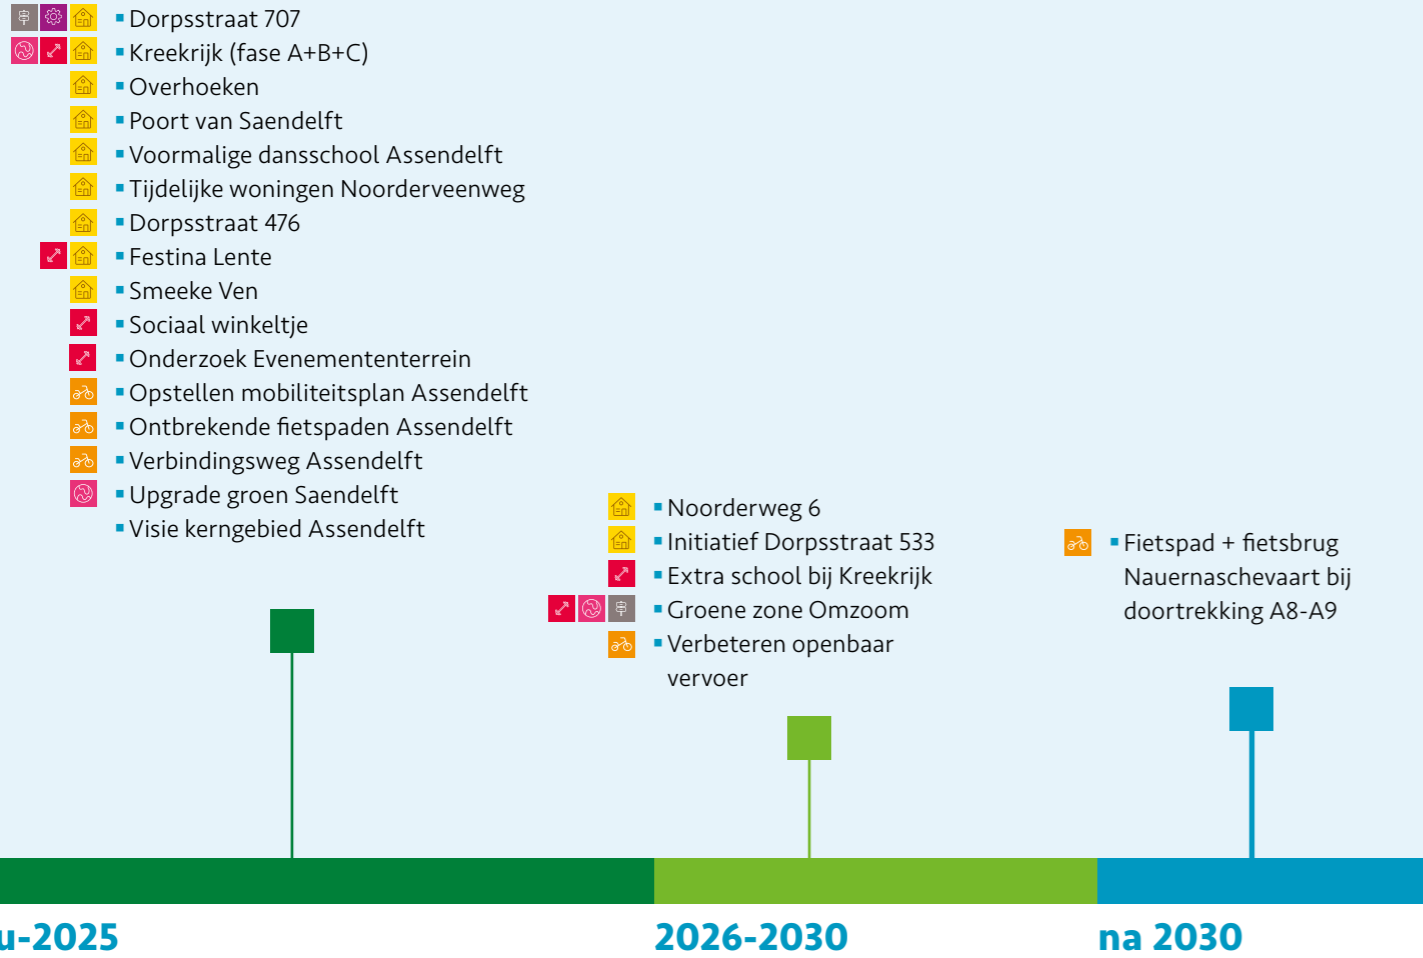 Dorpsstraat 707
Kreekrijk (fase A+B+C)
Overhoeken
Poort van Saendelft
Voormalige dansschool Assendelft
Tijdelijke woningen Noorderveenweg
Dorpsstraat 476
Festina Lente
Smeeke Ven
Sociaal winkeltje
Onderzoek Evenemententerrein
Opstellen mobiliteitsplan Assendelft
Ontbrekende fietspaden Assendelft
Verbindingsweg Assendelft
Upgrade groen Saendelft
Visie kerngebied Assendelft
Noorderweg 6
Initiatief Dorpsstraat 533
Extra school bij Kreekrijk
Groene zone Omzoom
Verbeteren openbaar
vervoer
Fietspad + fietsbrug
Nauernaschevaart bij
doortrekking A8-A9
u-2025
2026-2030
na 2030